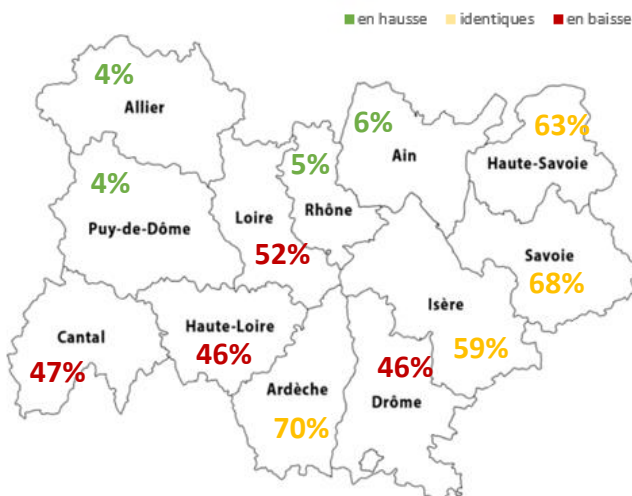 en hausse identiques en baisse
4%
Allier
6%
Ain
63%
Haute-Savoie
4%
Puy-de-Dôme
5%
Rhône
Loire
52%
Savoie
68%
Isère
59%
Cantal
47%
Haute-Loire
46%
46%
Drôme
Ardèche
70%